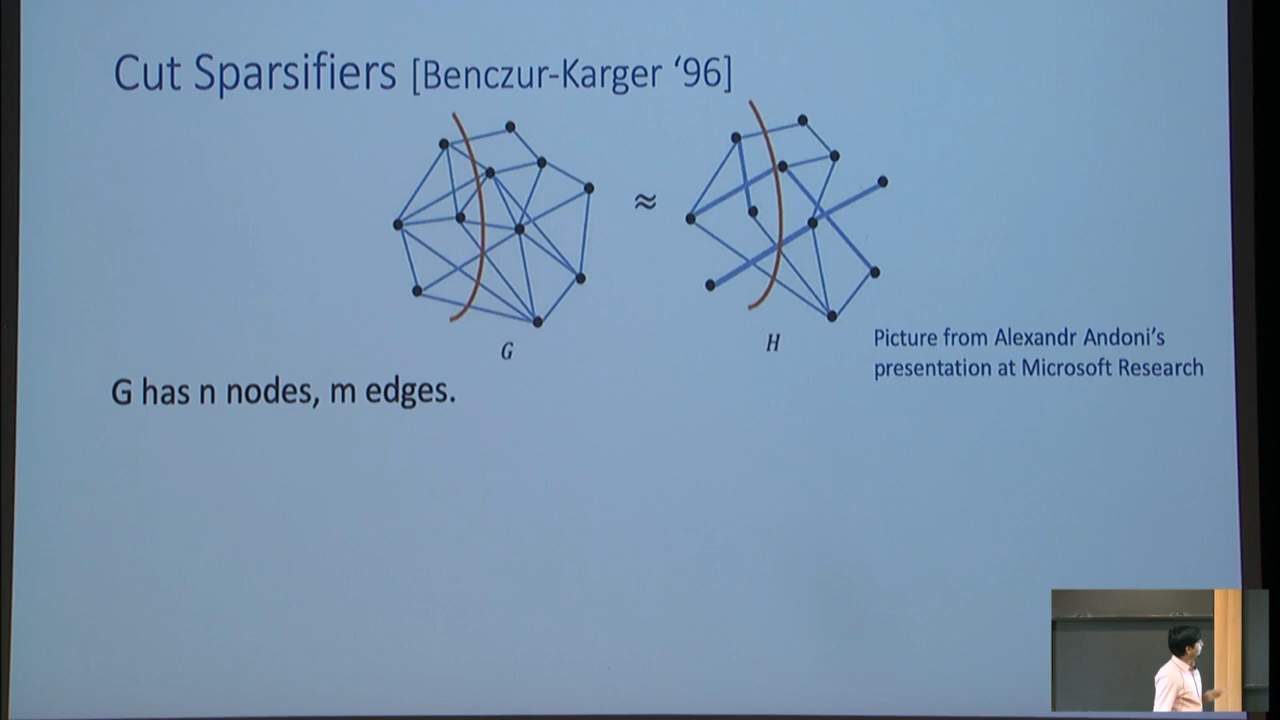 Cut Sparsifiers [Benczur-Karger ‘96]
≈
G
H
Picture from Alexandr Andoni’s
presentation at Microsoft Research
G has n nodes, m edges.